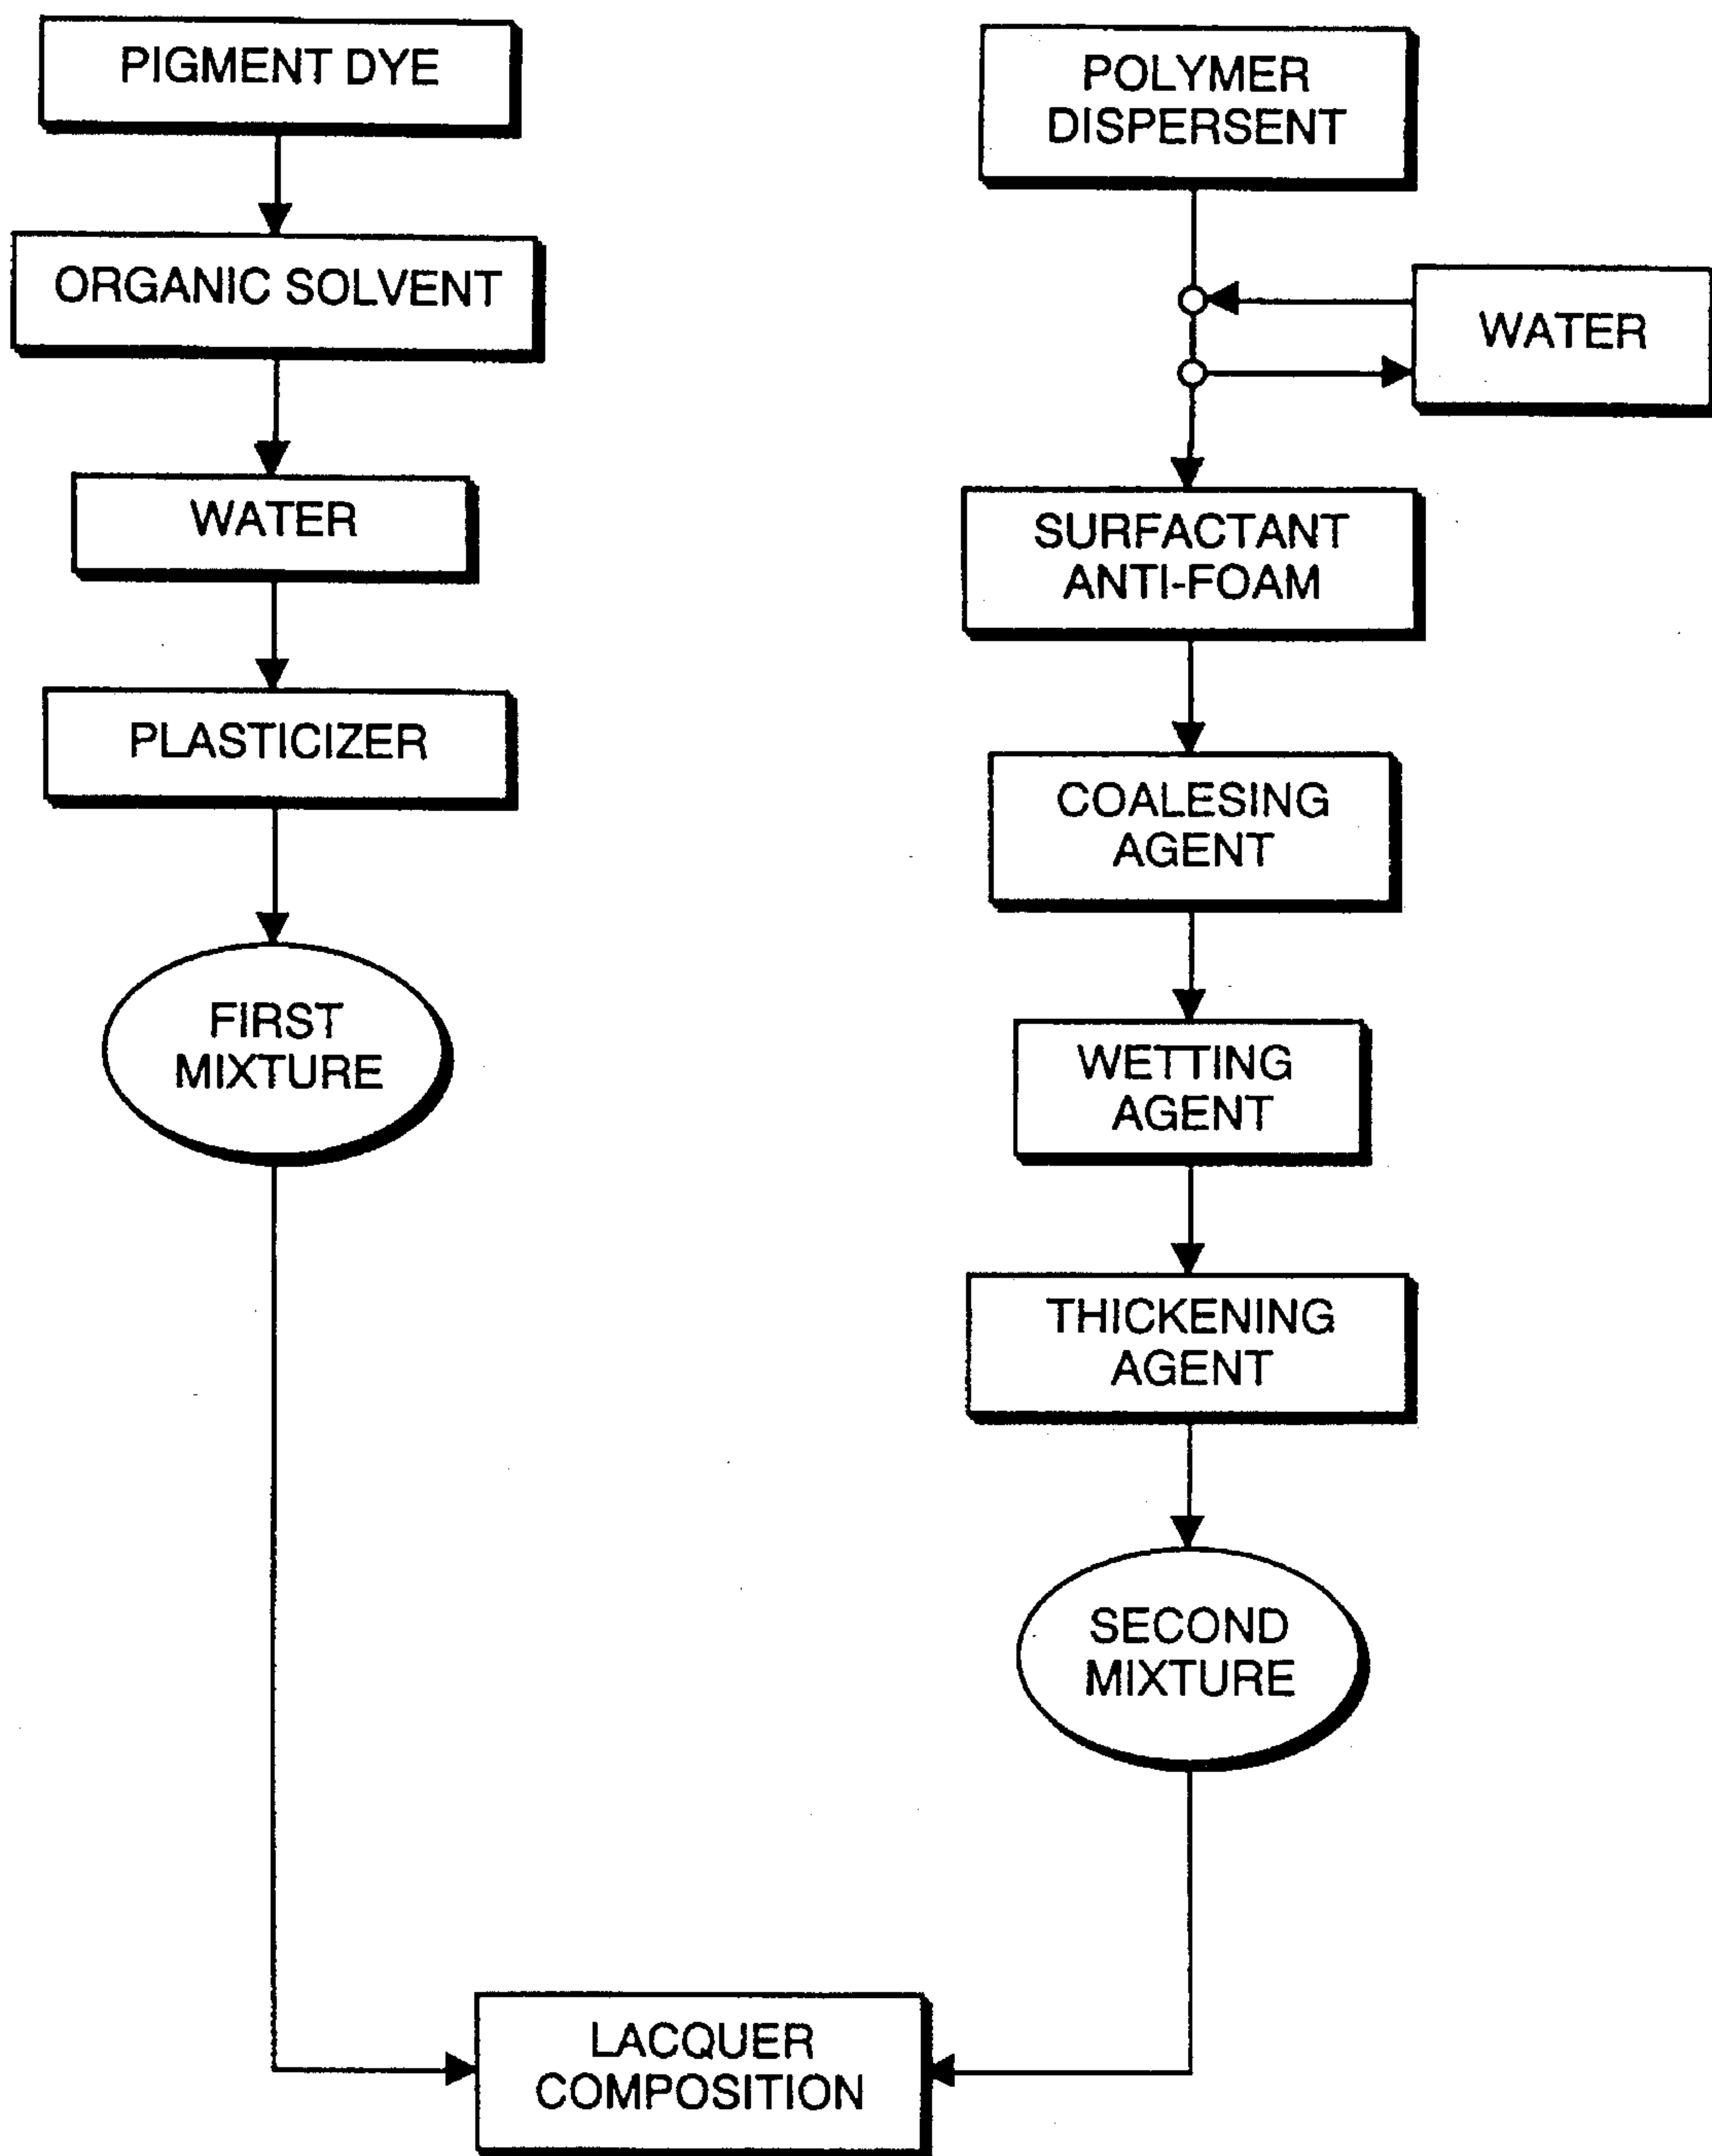 PIGMENT DYE
ORGANIC SOLVENT
WATER
PLASTICIZER
FIRST
MIXTURE
POLYMER
DISPERSENT
WATER
SURFACTANT
ANTI-FOAM
COALESING
AGENT
WETTING
AGENT
THICKENING
AGENT
SECOND
MIXTURE
LACQUER
COMPOSITION